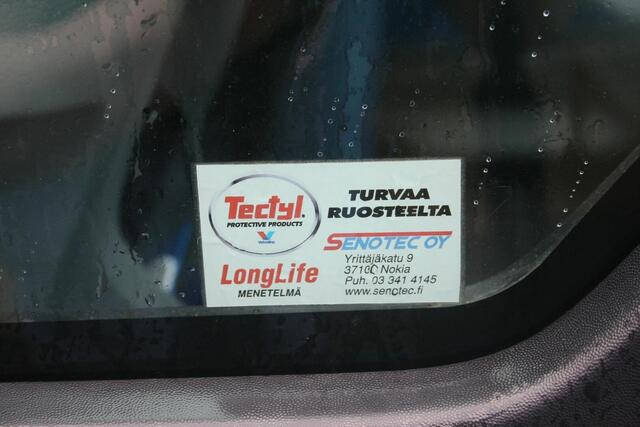 Tectyl.
PROTECTIVE PRODUCTS
Valvoline
LongLife
MENETELMÄ
TURVAA
RUOSTEELTA
SENOTEC OY
Yrittäjäkatu 9
37100 Nokia
Puh. 03 341 4145
www.senotec.fi